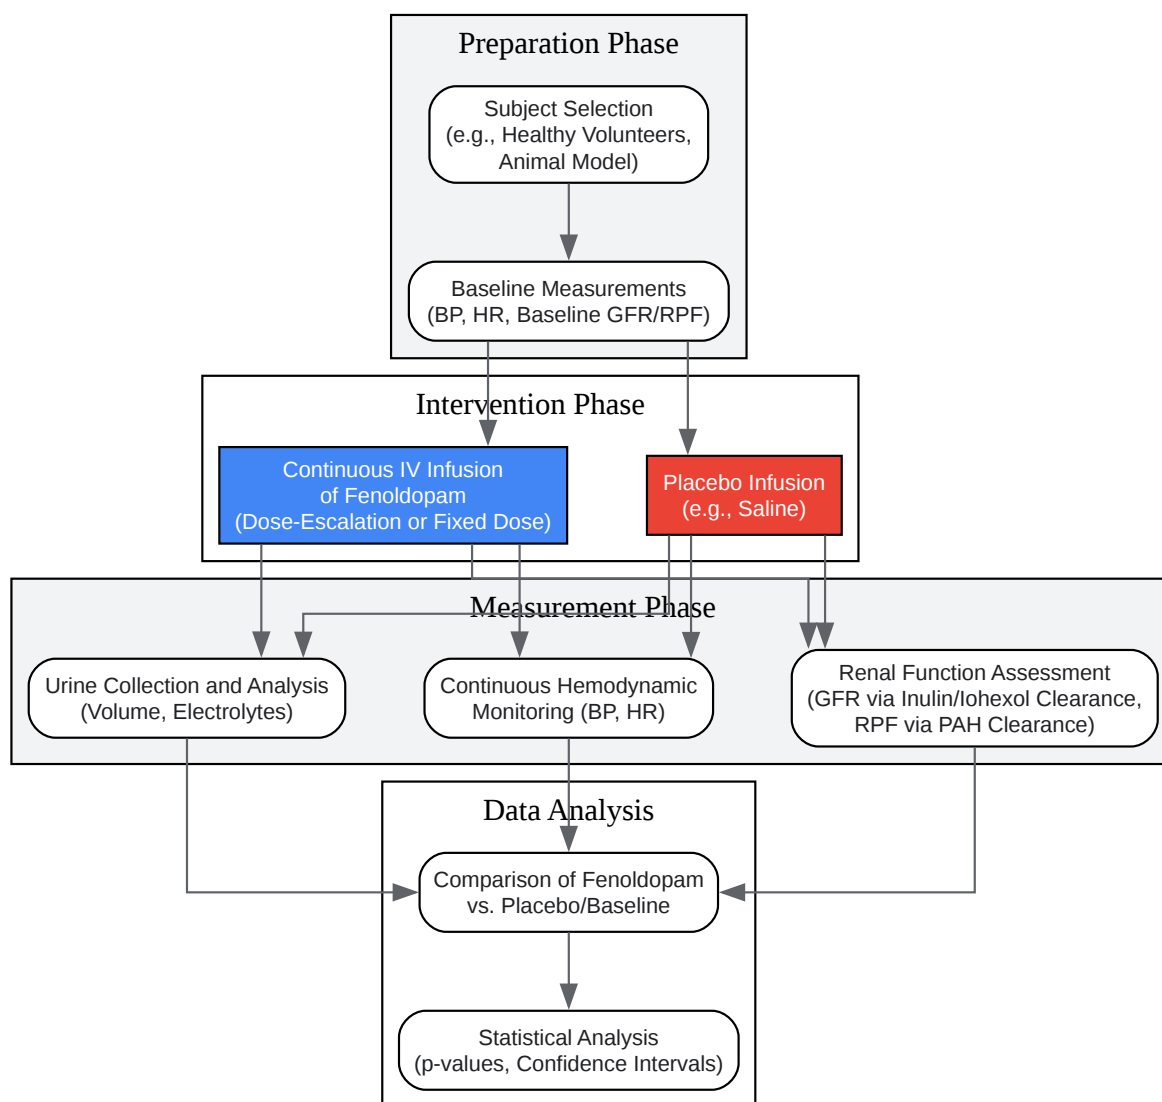 Preparation Phase
Subject Selection
(e.g., Healthy Volunteers,
Animal Model)
Baseline Measurements
(BP, HR, Baseline GFR/RPF)
Intervention Phase
Continuous IV Infusion
of Fenoldopam
(Dose-Escalation or Fixed Dose)
Placebo Infusion
(e.g., Saline)
Measurement Phase
Urine Collection and Analysis
(Volume, Electrolytes)
Continuous Hemodynamic
Monitoring (BP, HR)
Renal Function Assessment
(GFR via Inulin/Iohexol Clearance,
RPF via PAH Clearance)
Data Analysis
Comparison of Fenoldopam
vs. Placebo/Baseline
Statistical Analysis
(p-values, Confidence Intervals)